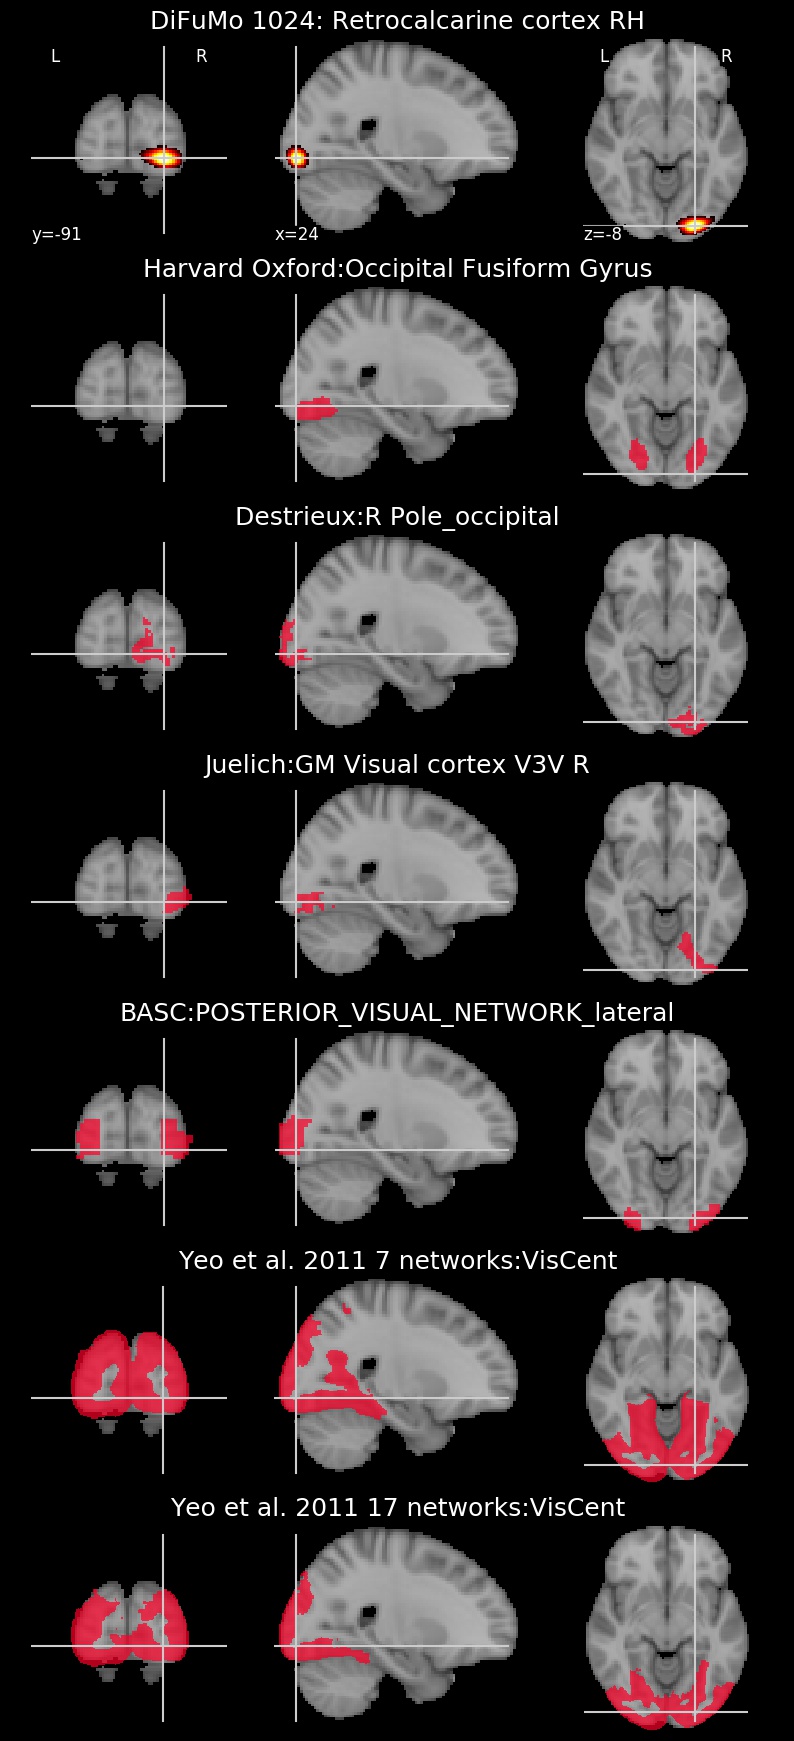 DiFuMo 1024: Retrocalcarine cortex RH
L R L R
y=-91 x=24 z=-8
Harvard Oxford:Occipital Fusiform Gyrus
Destrieux:R Pole_occipital
Juelich:GM Visual cortex V3V R
BASC:POSTERIOR_VISUAL_NETWORK_lateral
Yeo et al. 2011 7 networks:VisCent
Yeo et al. 2011 17 networks:VisCent